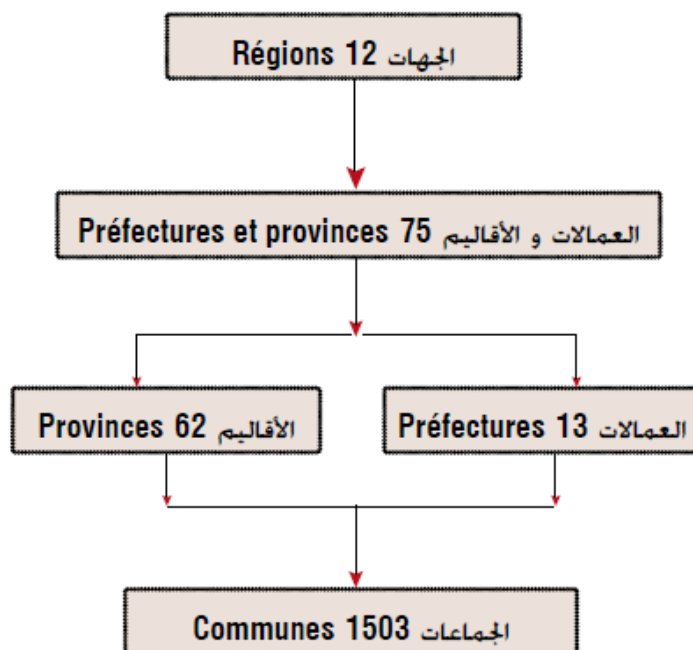 Régions 12 الجهات
Préfectures et provinces 75 العمالات و الأقاليم
Provinces 62 الأقاليم
Préfectures 13 العمالات
Communes 1503 الجماعات